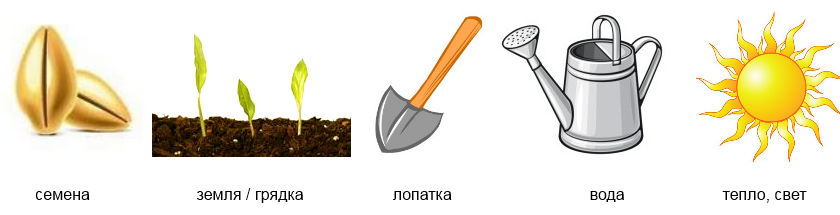 семена земля / грядка лопатка вода тепло, свет